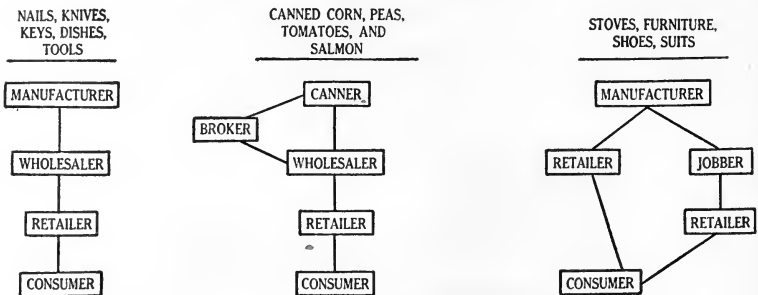 NAILS, KNIVES,
KEYS, DISHES,
TOOLS
MANUFACTURER
WHOLESALER
RETAILER
CONSUMER
CANNED CORN, PEAS,
TOMATOES, AND
SALMON
CANNER
BROKER
WHOLESALER
RETAILER
CONSUMER
STOVES, FURNITURE,
SHOES, SUITS
MANUFACTURER
RETAILER
JOBBER
RETAILER
CONSUMER